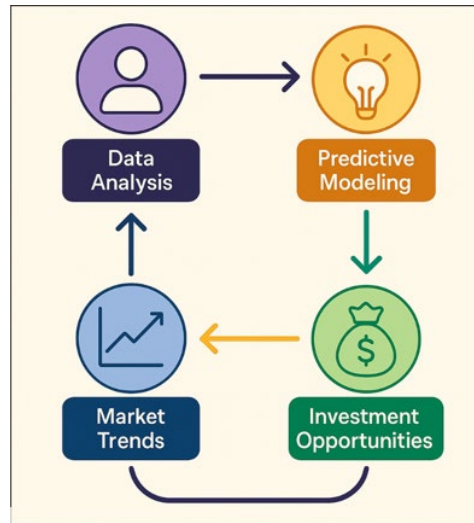 Data
Analysis
Predictive
Modeling
$
Market
Trends
Investment
Opportunities